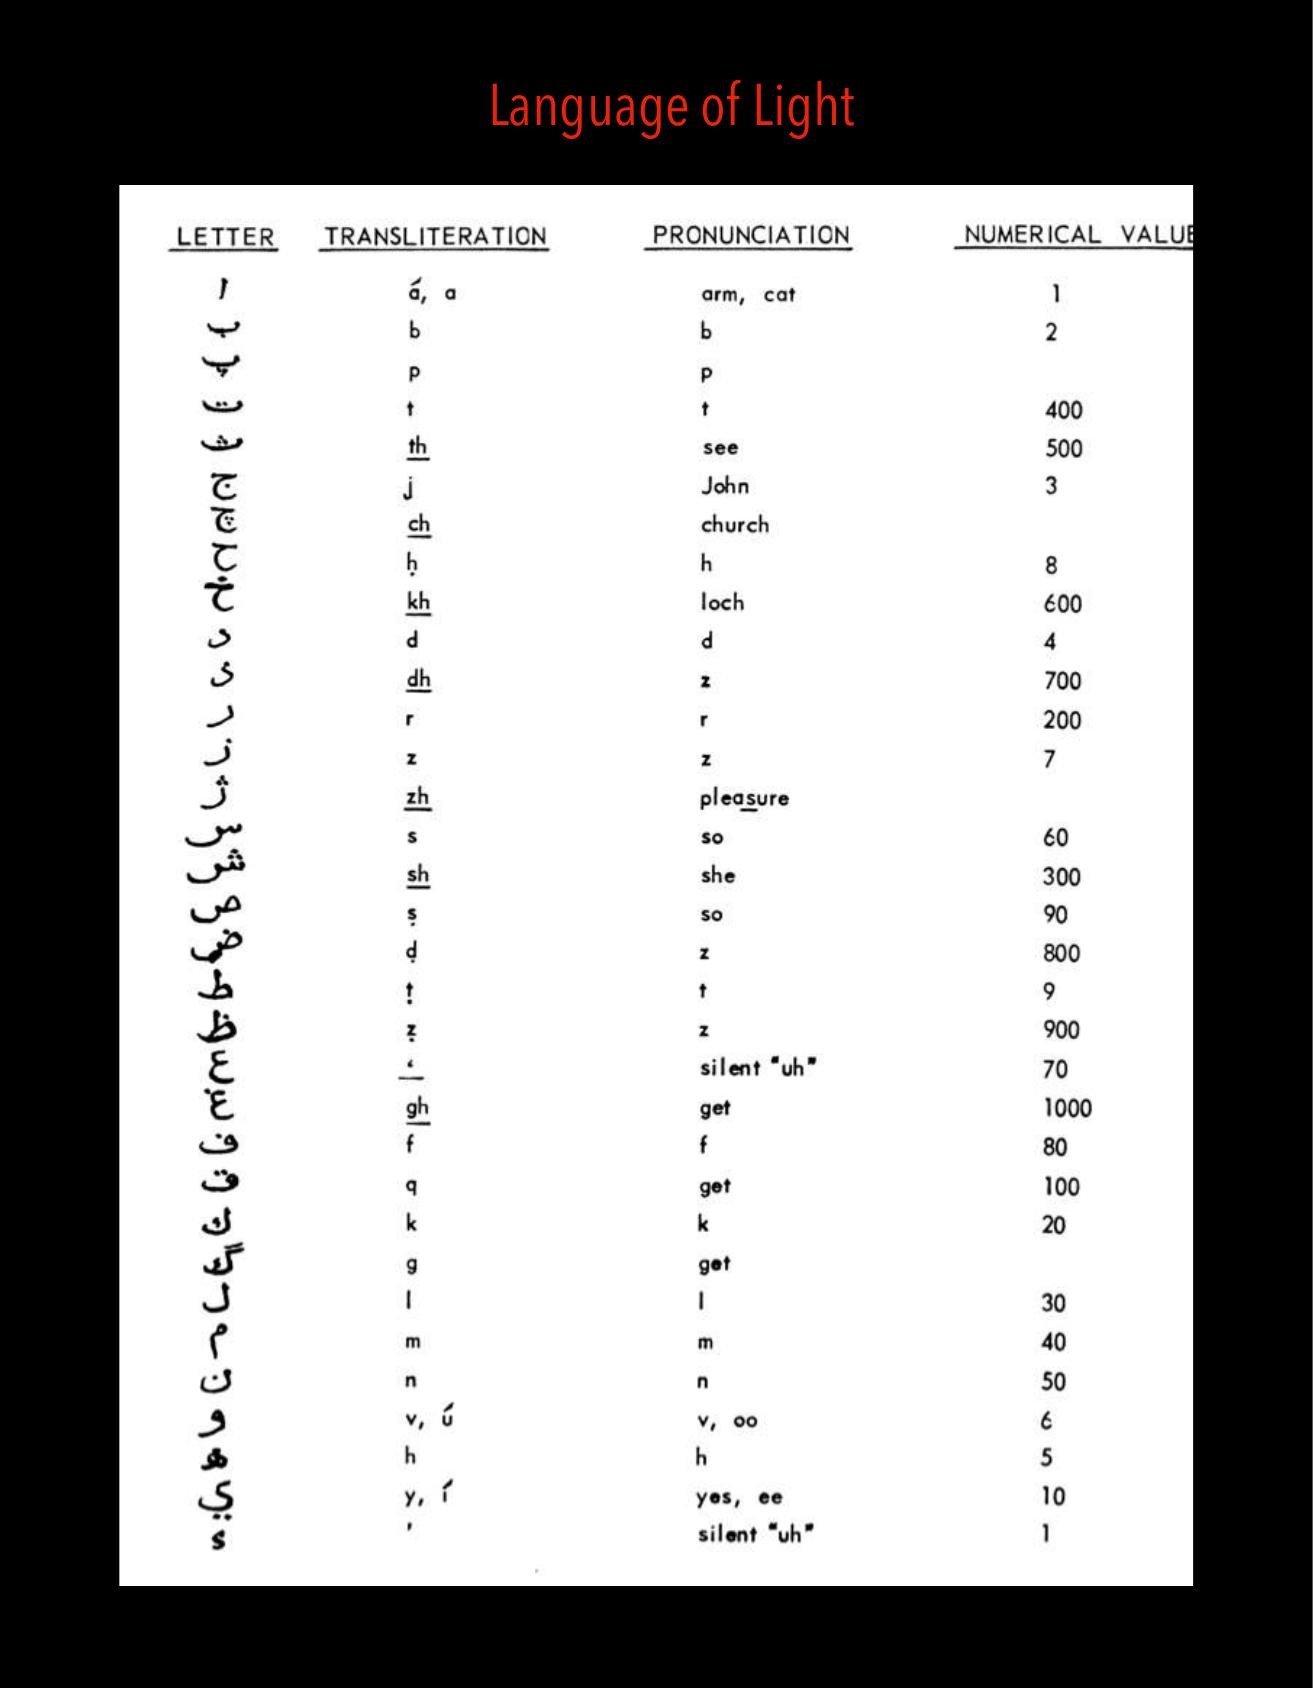 Language of Light
LETTER TRANSLITERATION PRONUNCIATION NUMERICAL VALUE
ا á, a arm, cat 1
ب b b 2
پ p p
ت t t 400
ث th see 500
ج j John 3
چ ch church
ح ḥ h 8
خ kh loch 600
د d d 4
ذ dh z 700
ر r r 200
ز z z 7
ژ zh pleasure
س s so 60
ش sh she 300
ص ṣ so 90
ض ḍ z 800
ط ṭ t 9
ظ ẓ z 900
ع ‘ silent "uh" 70
غ gh get 1000
ف f f 80
ق q get 100
ك k k 20
گ g get
ل l l 30
م m m 40
ن n n 50
و v, ú v, oo 6
ه h h 5
ي y, í yes, ee 10
ء ’ silent "uh" 1